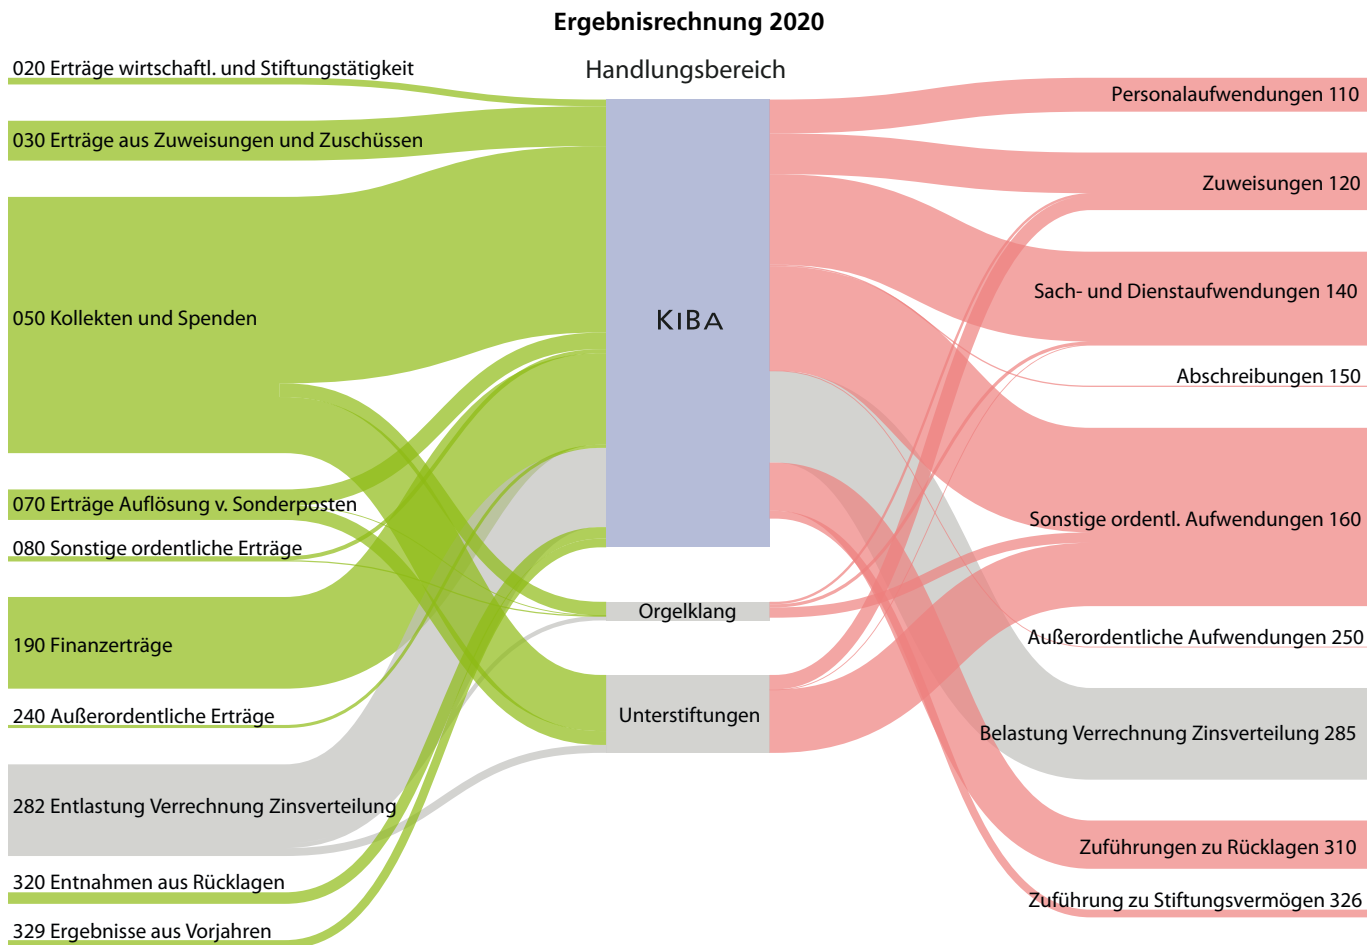 Ergebnisrechnung 2020
Handlungsbereich
020 Erträge wirtschaftl. und Stiftungstätigkeit
030 Erträge aus Zuweisungen und Zuschüssen
050 Kollekten und Spenden
070 Erträge Auflösung v. Sonderposten
080 Sonstige ordentliche Erträge
190 Finanzerträge
240 Außerordentliche Erträge
282 Entlastung Verrechnung Zinsverteilung
320 Entnahmen aus Rücklagen
329 Ergebnisse aus Vorjahren
KiBA
Orgelklang
Unterstiftungen
Personalaufwendungen 110
Zuweisungen 120
Sach- und Dienstaufwendungen 140
Abschreibungen 150
Sonstige ordentl. Aufwendungen 160
Außerordentliche Aufwendungen 250
Belastung Verrechnung Zinsverteilung 285
Zuführungen zu Rücklagen 310
Zuführung zu Stiftungsvermögen 326